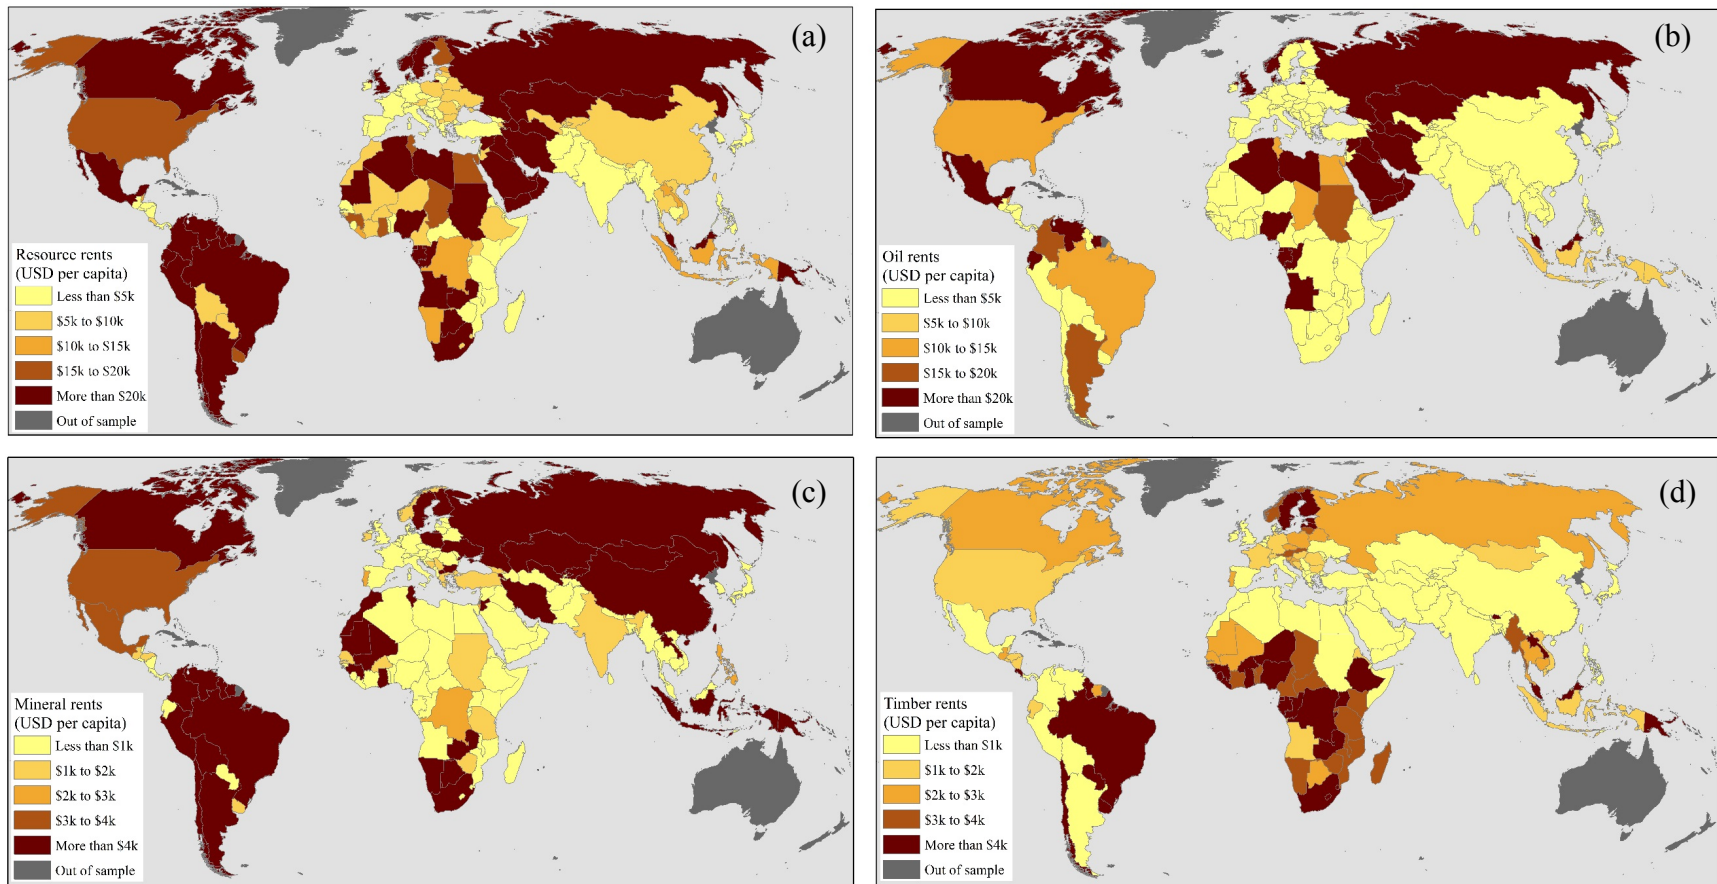 (a)
Resource rents
(USD per capita)
Less than $5k
$5k to $10k
$10k to $15k
$15k to $20k
More than $20k
Out of sample
(b)
Oil rents
(USD per capita)
Less than $5k
$5k to $10k
$10k to $15k
$15k to $20k
More than $20k
Out of sample
(c)
Mineral rents
(USD per capita)
Less than $1k
$1k to $2k
$2k to $3k
$3k to $4k
More than $4k
Out of sample
(d)
Timber rents
(USD per capita)
Less than $1k
$1k to $2k
$2k to $3k
$3k to $4k
More than $4k
Out of sample